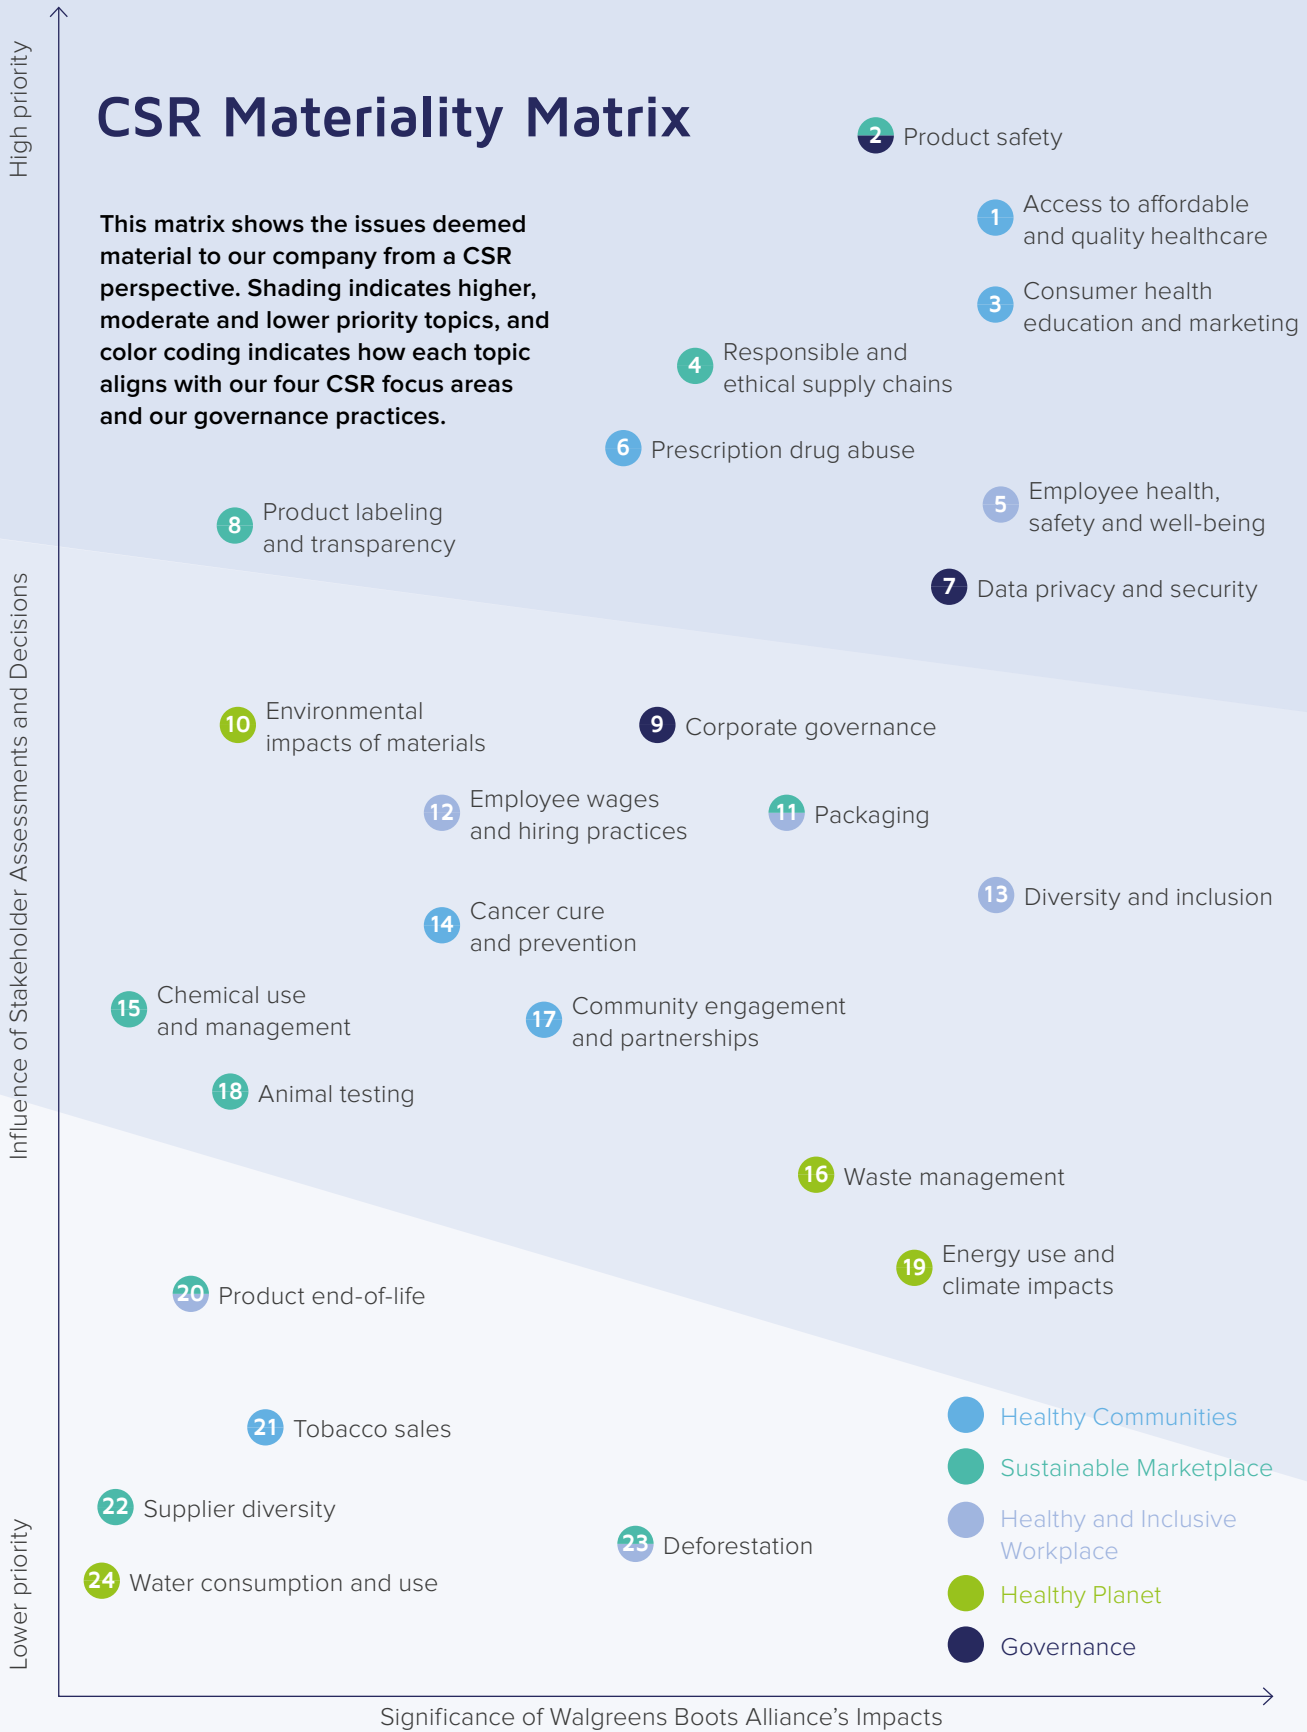 High priority
CSR Materiality Matrix
This matrix shows the issues deemed
material to our company from a CSR
perspective. Shading indicates higher,
moderate and lower priority topics, and
color coding indicates how each topic
aligns with our four CSR focus areas
and our governance practices.
2 Product safety
1 Access to affordable
and quality healthcare
3 Consumer health
education and marketing
4 Responsible and
ethical supply chains
6 Prescription drug abuse
5 Employee health,
safety and well-being
8 Product labeling
and transparency
7 Data privacy and security
Influence of Stakeholder Assessments and Decisions
10 Environmental
impacts of materials
9 Corporate governance
12 Employee wages
and hiring practices
11 Packaging
13 Diversity and inclusion
14 Cancer cure
and prevention
15 Chemical use
and management
17 Community engagement
and partnerships
18 Animal testing
16 Waste management
19 Energy use and
climate impacts
20 Product end-of-life
21 Tobacco sales
22 Supplier diversity
23 Deforestation
24 Water consumption and use
Healthy Communities
Sustainable Marketplace
Healthy and Inclusive
Workplace
Healthy Planet
Governance
Lower priority
Significance of Walgreens Boots Alliance's Impacts